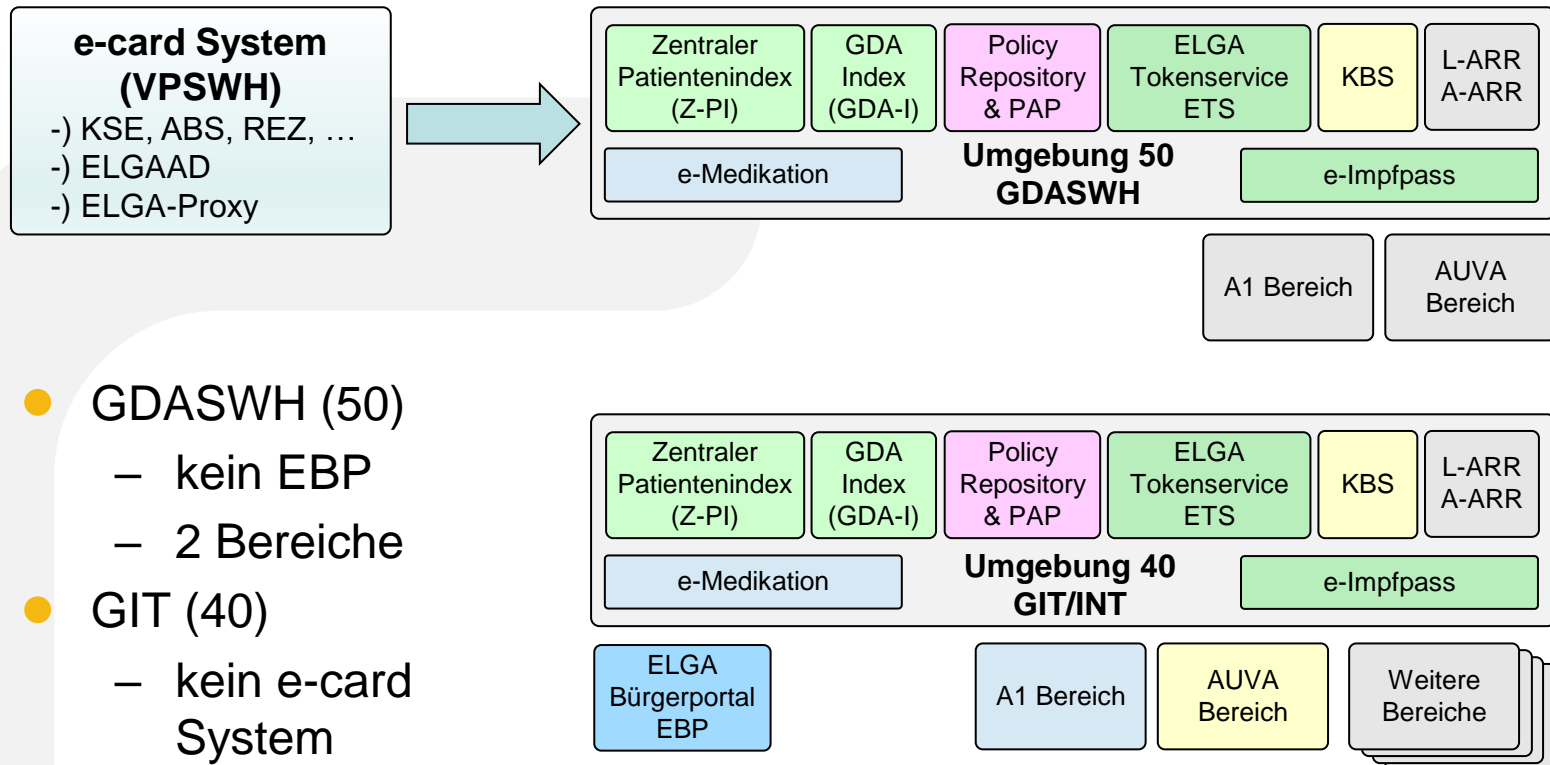 e-card System
(VPSWH)
-) KSE, ABS, REZ, …
-) ELGAAD
-) ELGA-Proxy
Zentraler
Patientenindex
(Z-PI)
GDA
Index
(GDA-I)
Policy
Repository
& PAP
ELGA
Tokenservice
ETS
KBS
L-ARR
A-ARR
e-Medikation
Umgebung 50
GDASWH
e-Impfpass
A1 Bereich
AUVA
Bereich
GDASWH (50)
– kein EBP
– 2 Bereiche
GIT (40)
– kein e-card
System
Zentraler
Patientenindex
(Z-PI)
GDA
Index
(GDA-I)
Policy
Repository
& PAP
ELGA
Tokenservice
ETS
KBS
L-ARR
A-ARR
e-Medikation
Umgebung 40
GIT/INT
e-Impfpass
ELGA
Bürgerportal
EBP
A1 Bereich
AUVA
Bereich
Weitere
Bereiche